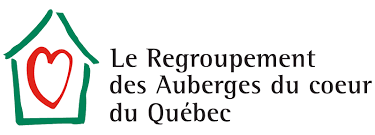 Le Regroupement
des Auberges du coeur
du Québec